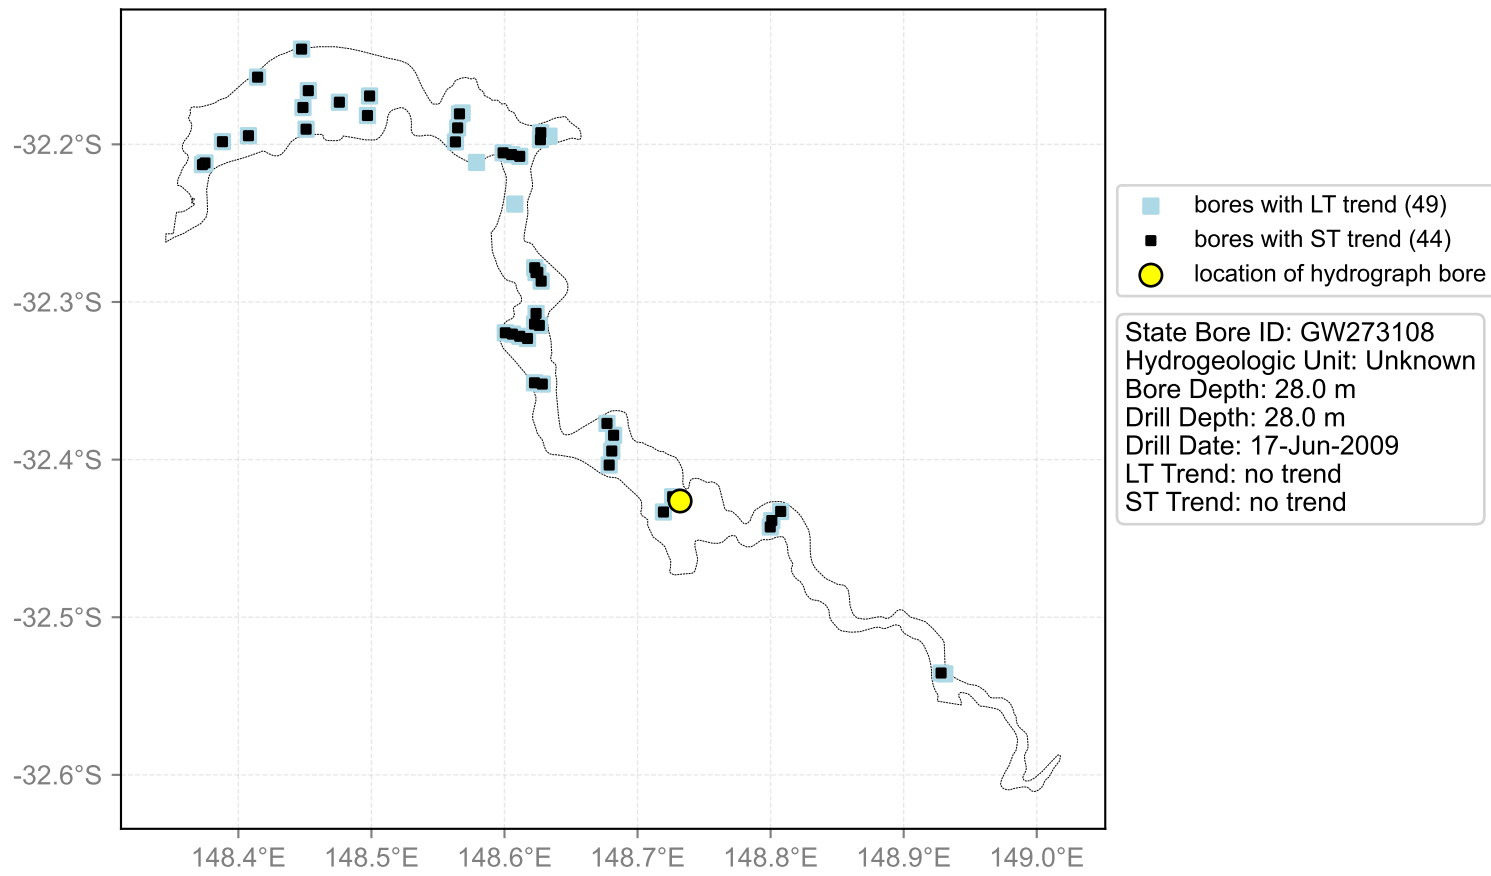 -32.2°S
-32.3°S
-32.4°S
-32.5°S
-32.6°S
148.4°E
148.5°E
148.6°E
148.7°E
148.8°E
148.9°E
149.0°E
bores with LT trend (49)
bores with ST trend (44)
location of hydrograph bore
State Bore ID: GW273108
Hydrogeologic Unit: Unknown
Bore Depth: 28.0 m
Drill Depth: 28.0 m
Drill Date: 17-Jun-2009
LT Trend: no trend
ST Trend: no trend